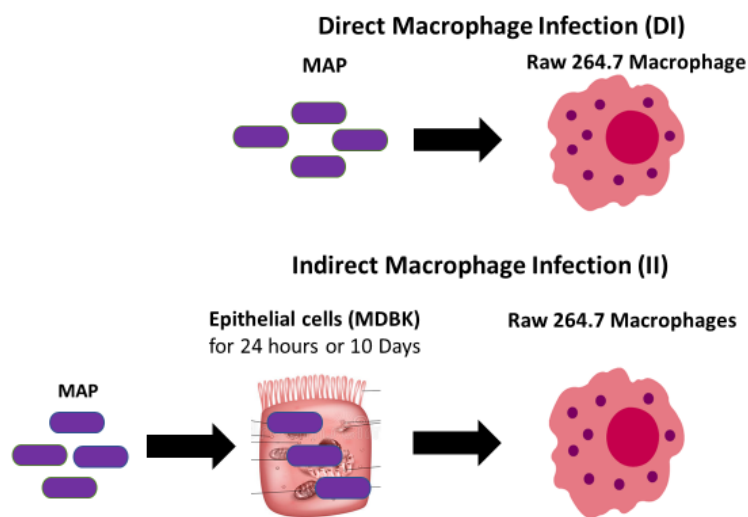 Direct Macrophage Infection (DI)
MAP
Raw 264.7 Macrophage
Indirect Macrophage Infection (II)
Epithelial cells (MDBK)
for 24 hours or 10 Days
Raw 264.7 Macrophages
MAP